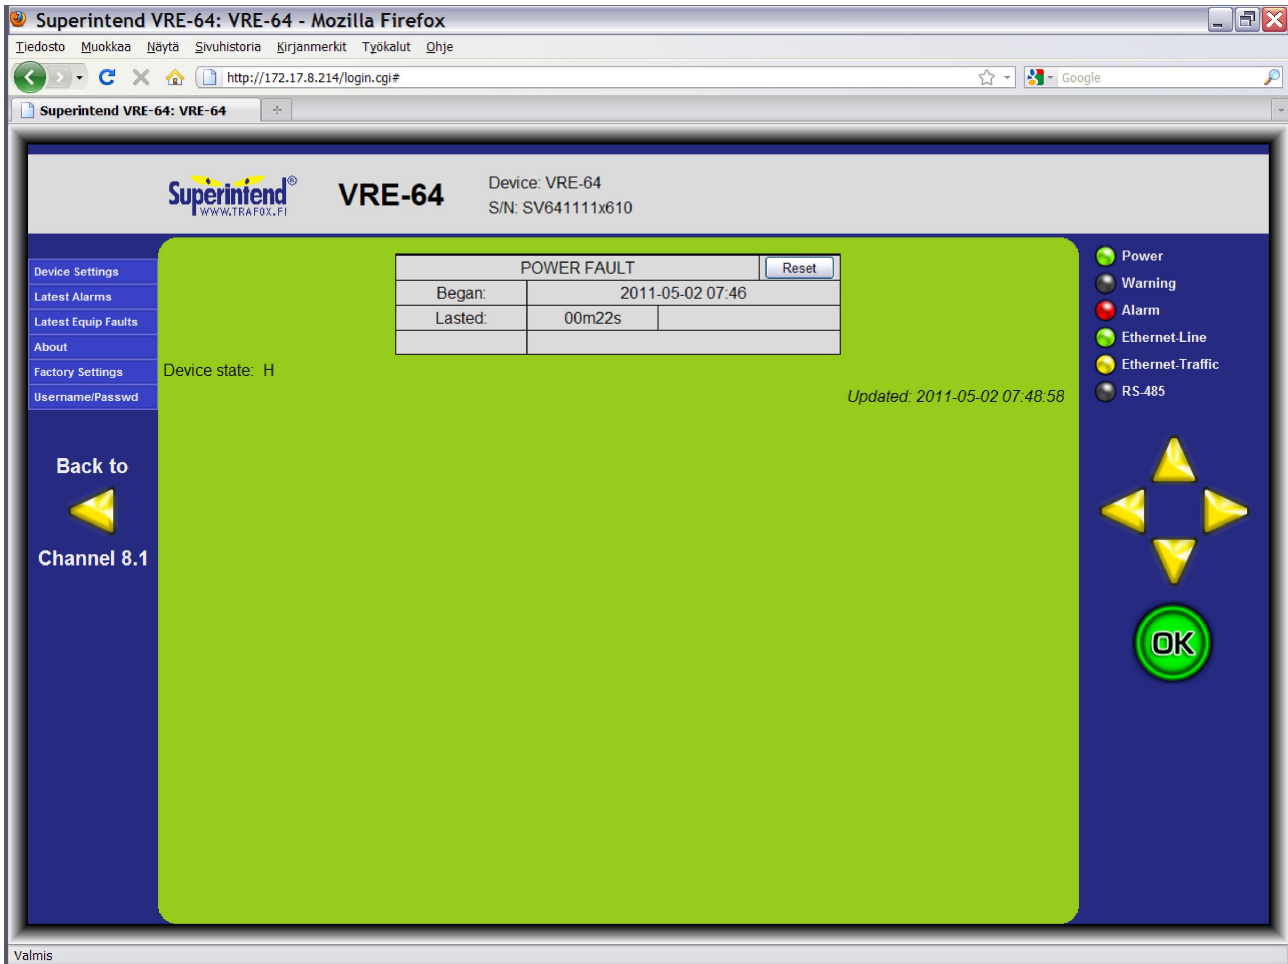 Superintend VRE-64: VRE-64 - Mozilla Firefox
Tiedosto Muokkaa Näytä Sivuhistoria Kirjanmerkit Työkalut Ohje
http://172.17.8.214/login.cgi#
Google
Superintend VRE-64: VRE-64
Superintend®
WWW.TRAFOX.FI
VRE-64
Device: VRE-64
S/N: SV641111x610
Device Settings
Latest Alarms
Latest Equip Faults
About
Factory Settings
Username/Passwd
Back to
Channel 8.1
POWER FAULT Reset
Began: 2011-05-02 07:46
Lasted: 00m22s
Device state: H
Updated: 2011-05-02 07:48:58
Power
Warning
Alarm
Ethernet-Line
Ethernet-Traffic
RS-485
OK
Valmis